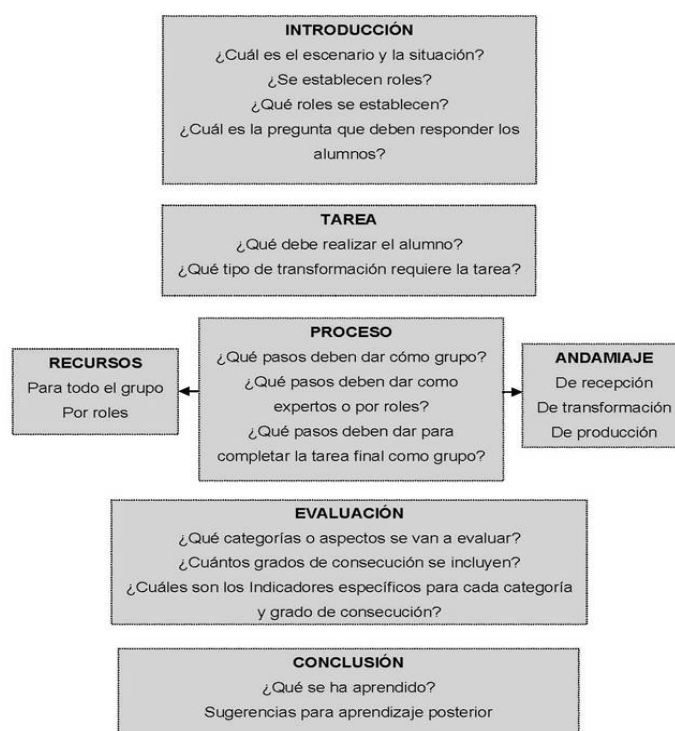 INTRODUCCIÓN
¿Cuál es el escenario y la situación?
¿Se establecen roles?
¿Qué roles se establecen?
¿Cuál es la pregunta que deben responder los
alumnos?
TAREA
¿Qué debe realizar el alumno?
¿Qué tipo de transformación requiere la tarea?
RECURSOS
Para todo el grupo
Por roles
PROCESO
¿Qué pasos deben dar cómo grupo?
¿Qué pasos deben dar como
expertos o por roles?
¿Qué pasos deben dar para
completar la tarea final como grupo?
ANDAMIAJE
De recepción
De transformación
De producción
EVALUACIÓN
¿Qué categorías o aspectos se van a evaluar?
¿Cuántos grados de consecución se incluyen?
¿Cuáles son los Indicadores específicos para cada categoría
y grado de consecución?
CONCLUSIÓN
¿Qué se ha aprendido?
Sugerencias para aprendizaje posterior